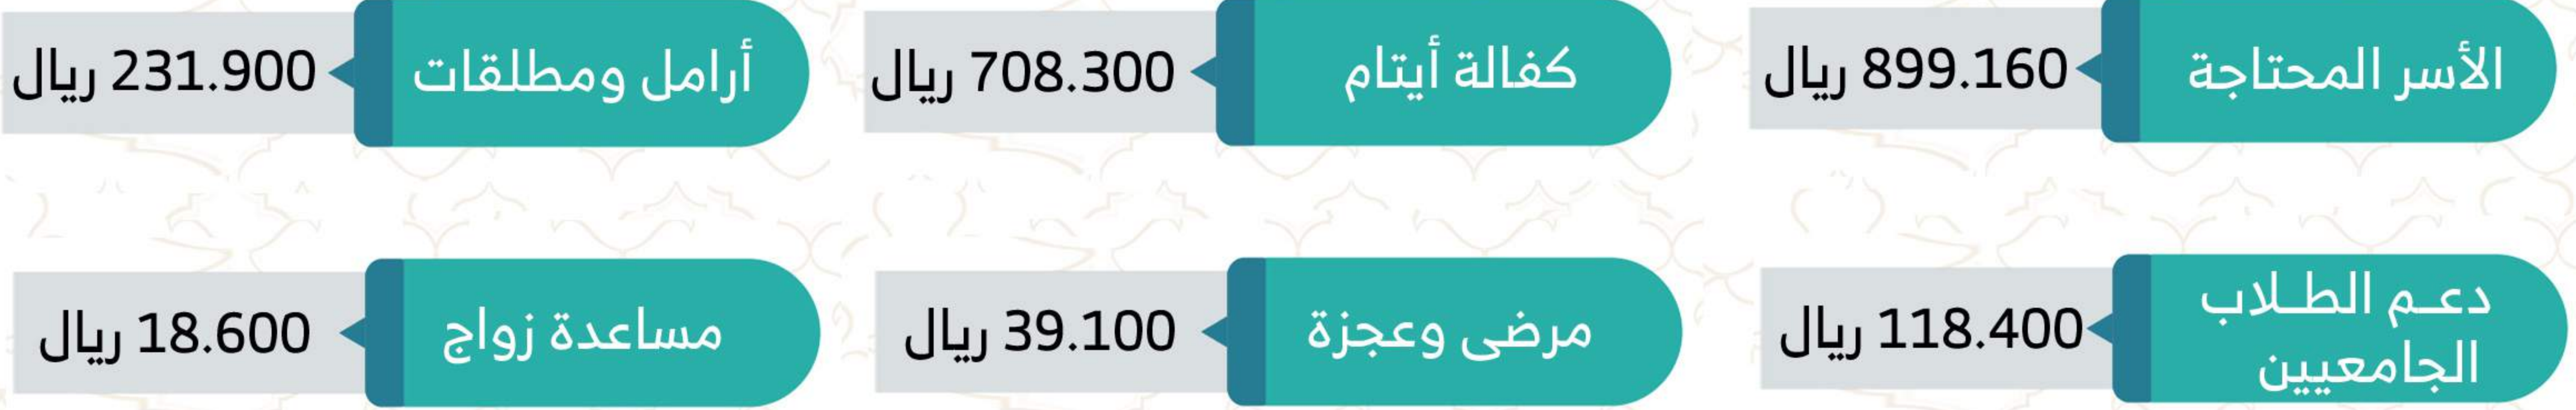 الأسر المحتاجة
899.160 ريال
كفالة أيتام
708.300 ريال
أرامل ومطلقات
231.900 ريال
دعـم الطـلاب
الجامعيين
118.400 ريال
مرضى وعجزة
39.100 ريال
مساعدة زواج
18.600 ريال